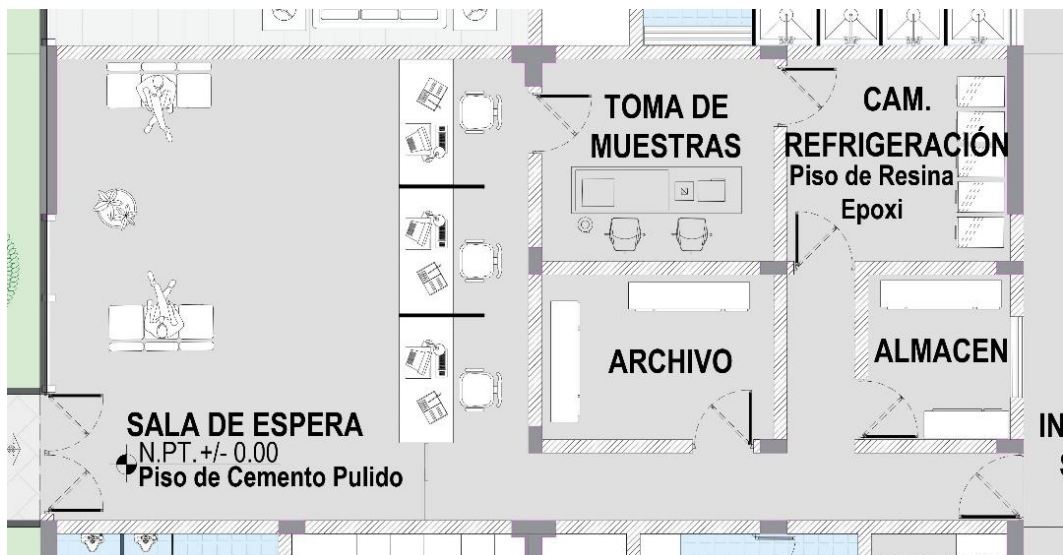 TOMA DE
MUESTRAS
CAM.
REFRIGERACIÓN
Piso de Resina
Epoxi
ARCHIVO
ALMACEN
SALA DE ESPERA
N.PT.+/- 0.00
Piso de Cemento Pulido
IN
S